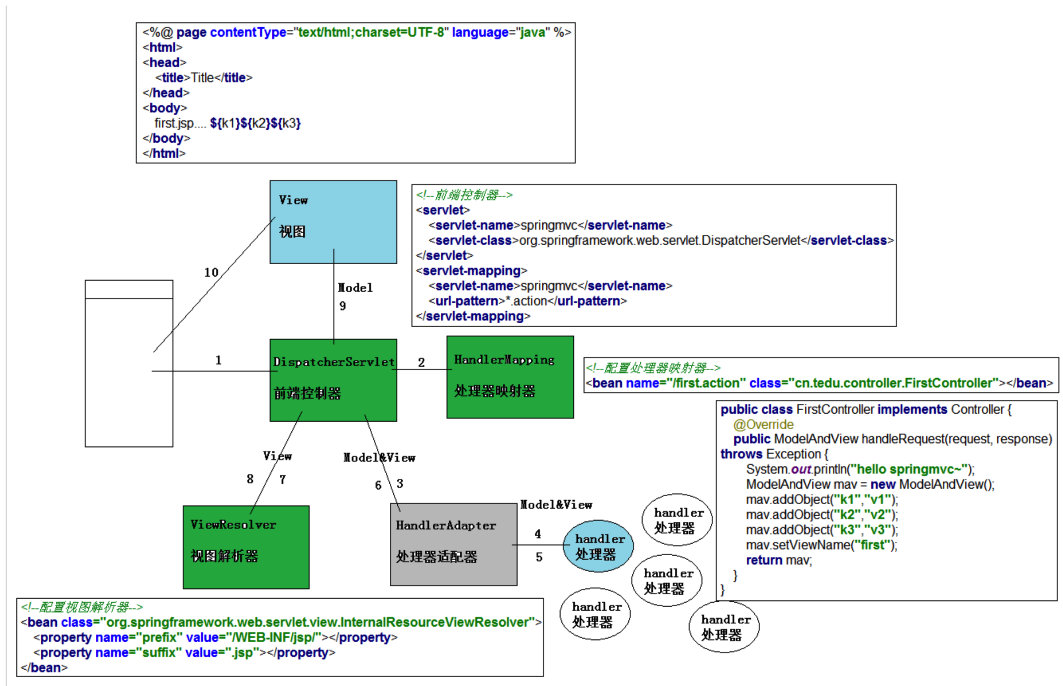 <%@ page contentType="text/html;charset=UTF-8" language="java" %>
<html>
<head>
<title>Title</title>
</head>
<body>
first.jsp.... ${k1}${k2}${k3}
</body>
</html>
View
视图
<!--前端控制器-->
<servlet>
<servlet-name>springmvc</servlet-name>
<servlet-class>org.springframework.web.servlet.DispatcherServlet</servlet-class>
</servlet>
<servlet-mapping>
<servlet-name>springmvc</servlet-name>
<url-pattern>*.action</url-pattern>
</servlet-mapping>
10
Model
9
1
DispatcherServlet
前端控制器
2
HandlerMapping
处理器映射器
<!--配置处理器映射器-->
<bean name="/first.action" class="cn.tedu.controller.FirstController"></bean>
public class FirstController implements Controller {
@Override
public ModelAndView handleRequest(request, response)
throws Exception {
System.out.println("hello springmvc~");
ModelAndView mav = new ModelAndView();
mav.addObject("k1","v1");
mav.addObject("k2","v2");
mav.addObject("k3","v3");
mav.setViewName("first");
return mav;
}
}
View
8 7
Model&View
6 3
ViewResolver
视图解析器
HandlerAdapter
处理器适配器
Model&View
4
5
handler
处理器
handler
处理器
handler
处理器
handler
处理器
handler
处理器
<!--配置视图解析器-->
<bean class="org.springframework.web.servlet.view.InternalResourceViewResolver">
<property name="prefix" value="/WEB-INF/jsp/"></property>
<property name="suffix" value=".jsp"></property>
</bean>